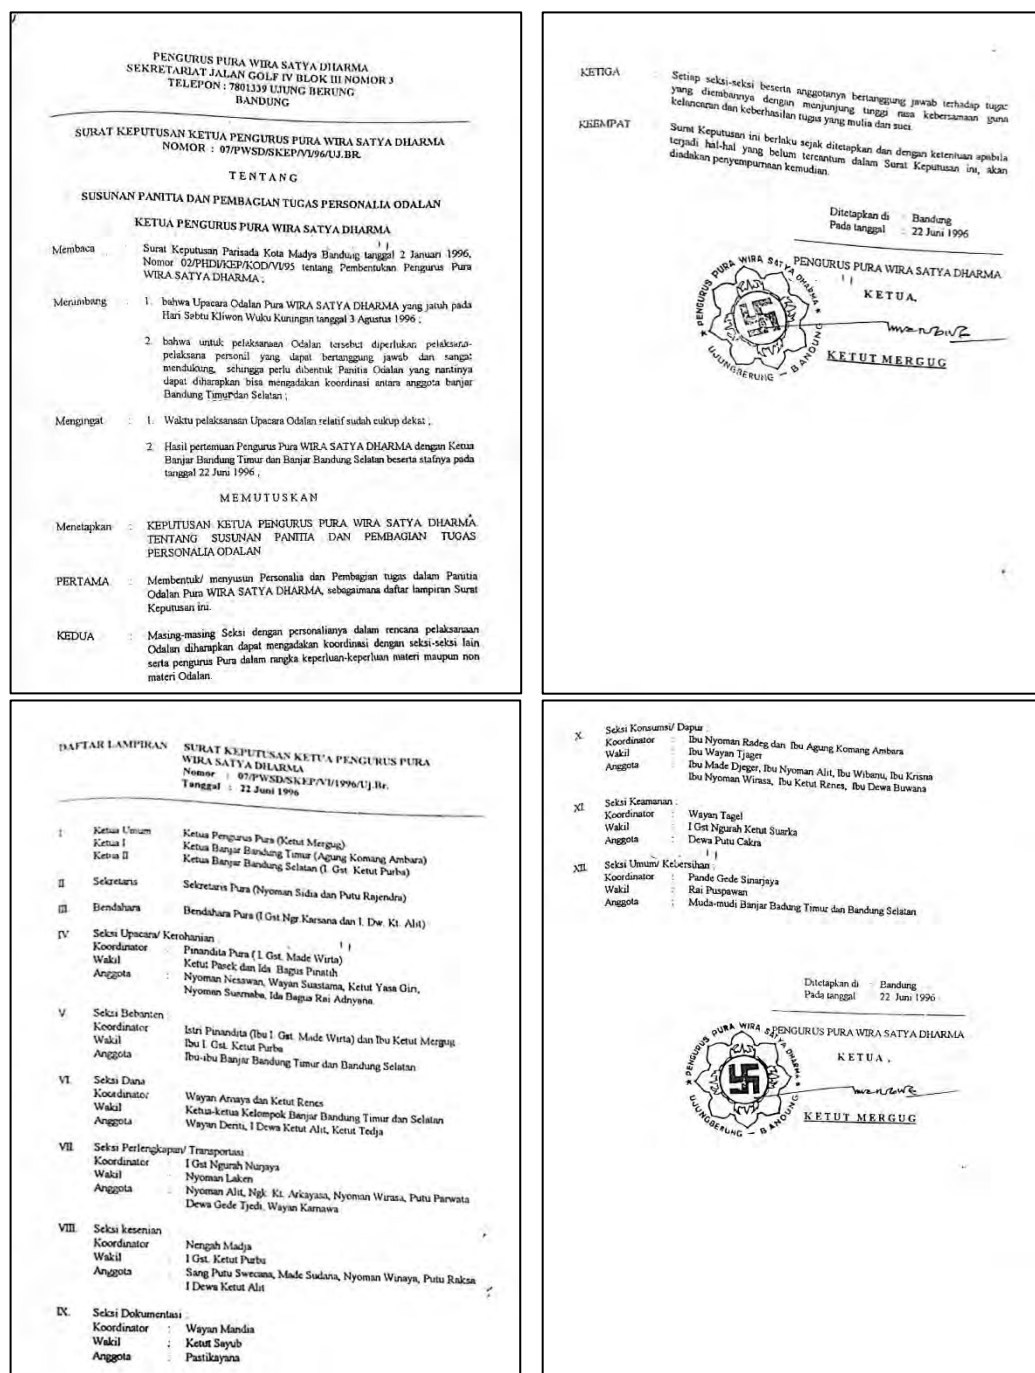 PENGURUS PURA WIRA SATYA DHARMA
SEKRETARIAT JALAN GOLF IV BLOK III NOMOR 3
TELEPON : 7801339 UJUNG BERUNG
BANDUNG
SURAT KEPUTUSAN KETUA PENGURUS PURA WIRA SATYA DHARMA
NOMOR : 07/PWSD/SKEP/VI/96/UJ.BR.
T E N T A N G
SUSUNAN PANITIA DAN PEMBAGIAN TUGAS PERSONALIA ODALAN
KETUA PENGURUS PURA WIRA SATYA DHARMA
Membaca : Surat Keputusan Parisada Kota Madya Bandung tanggal 2 Januari 1996,
Nomor 02/PHDI/KEP/KOD/VI/95 tentang Pembentukan Pengurus Pura
WIRA SATYA DHARMA ;
Menimbang : 1. bahwa Upacara Odalan Pura WIRA SATYA DHARMA yang jatuh pada
Hari Sabtu Kliwon Wuku Kuningan tanggal 3 Agustus 1996 ;
2. bahwa untuk pelaksanaan Odalan tersebut diperlukan pelaksana-
pelaksana personil yang dapat bertanggung jawab dan sangat
mendukung, sehingga perlu dibentuk Panitia Odalan yang nantinya
dapat diharapkan bisa mengadakan koordinasi antara anggota banjar
Bandung Timur dan Selatan ;
Mengingat : 1. Waktu pelaksanaan Upacara Odalan relatif sudah cukup dekat ;
2. Hasil pertemuan Pengurus Pura WIRA SATYA DHARMA dengan Ketua
Banjar Bandung Timur dan Banjar Bandung Selatan beserta stafnya pada
tanggal 22 Juni 1996 ,
M E M U T U S K A N
Menetapkan : KEPUTUSAN KETUA PENGURUS PURA WIRA SATYA DHARMA
TENTANG SUSUNAN PANITIA DAN PEMBAGIAN TUGAS
PERSONALIA ODALAN
PERTAMA : Membentuk/ menyusun Personalia dan Pembagian tugas dalam Panitia
Odalan Pura WIRA SATYA DHARMA, sebagaimana daftar lampiran Surat
Keputusan ini.
KEDUA : Masing-masing Seksi dengan personalianya dalam rencana pelaksanaan
Odalan diharapkan dapat mengadakan koordinasi dengan seksi-seksi lain
serta pengurus Pura dalam rangka keperluan-keperluan materi maupun non
materi Odalan.
KETIGA Setiap seksi-seksi beserta anggotanya bertanggung jawab terhadap tugas
yang diembannya dengan menjunjung tinggi rasa kebersamaan guna
kelancaran dan keberhasilan tugas yang mulia dan suci.
KEEMPAT Surat Keputusan ini berlaku sejak ditetapkan dan dengan ketentuan apabila
terjadi hal-hal yang belum tercantum dalam Surat Keputusan ini, akan
diadakan penyempurnaan kemudian.
Ditetapkan di : Bandung
Pada tanggal : 22 Juni 1996
PENGURUS PURA WIRA SATYA DHARMA
K E T U A,
KETUT MERGUG
PENGURUS PURA WIRA SATYA DHARMA
UJUNGBERUNG - BANDUNG
DAFTAR LAMPIRAN SURAT KEPUTUSAN KETUA PENGURUS PURA
WIRA SATYA DHARMA
Nomor : 07/PWSD/SKEP/VI/1996/Uj.Br.
Tanggal : 22 Juni 1996
I Ketua Umum Ketua Pengurus Pura (Ketut Mergug)
Ketua I Ketua Banjar Bandung Timur (Agung Komang Ambara)
Ketua II Ketua Banjar Bandung Selatan (I. Gst. Ketut Purba)
II Sekretaris Sekretaris Pura (Nyoman Sidia dan Putu Rajendra)
III. Bendahara Bendahara Pura (I Gst.Ngr.Karsana dan I. Dw. Kt. Alit)
IV Seksi Upacara/ Kerohanian
Koordinator Pinandita Pura ( I. Gst. Made Wirta)
Wakil Ketut Pasek dan Ida Bagus Pinatih
Anggota : Nyoman Nesawan, Wayan Suastama, Ketut Yasa Giri,
Nyoman Ida Bagus Rai Adnyana.
V Seksi Bebanten
Koordinator Istri Pinandita (Ibu I. Gst. Made Wirta) dan Ibu Ketut Mergug
Wakil Ibu I. Gst. Ketut Purba
Anggota Ibu-ibu Banjar Bandung Timur dan Bandung Selatan
VI. Seksi Dana
Koordinator Wayan dan Ketut Renes
Wakil Ketua-ketua Kelompok Banjar Bandung Timur dan Selatan
Anggota Wayan I Dewa Ketut Alit, Ketut Tedja
VII. Seksi Perlengkapan/ Transportasi
Koordinator I Gst Ngurah Nurjaya
Wakil Nyoman Laken
Anggota Nyoman Alit, Ngk. Kt. Arkayasa, Nyoman Wirasa, Putu Parwata
Dewa Gede Tjedi, Wayan Karnawa
VIII. Seksi kesenian
Koordinator Nengah Madja
Wakil I Gst. Ketut Purba
Anggota Sang Putu Swecana, Made Sudana, Nyoman Winaya, Putu Raksa
I Dewa Ketut Alit
IX. Seksi Dokumentasi :
Koordinator : Wayan Mandia
Wakil : Ketut Sayub
Anggota : Pastikayana
X. Seksi Konsumsi/ Dapur :
Koordinator : Ibu Nyoman Radeg dan Ibu Agung Komang Ambara
Wakil : Ibu Wayan Tjager
Anggota : Ibu Made Djeger, Ibu Nyoman Alit, Ibu Wibanu, Ibu Krisna
Ibu Nyoman Wirasa, Ibu Ketut Renes, Ibu Dewa Buwana
XI. Seksi Keamanan :
Koordinator : Wayan Tagel
Wakil : I Gst Ngurah Ketut Suarka
Anggota : Dewa Putu Cakra
XII. Seksi Umum/ Kebersihan :
Koordinator : Pande Gede Sinarjaya
Wakil : Rai Puspawan
Anggota : Muda-mudi Banjar Badung Timur dan Bandung Selatan
Ditetapkan di : Bandung
Pada tanggal 22 Juni 1996
PENGURUS PURA WIRA SATYA DHARMA
K E T U A ,
KETUT MERGUG
PENGURUS PURA WIRA SATYA DHARMA
UJUNGBERUNG - BANDUNG